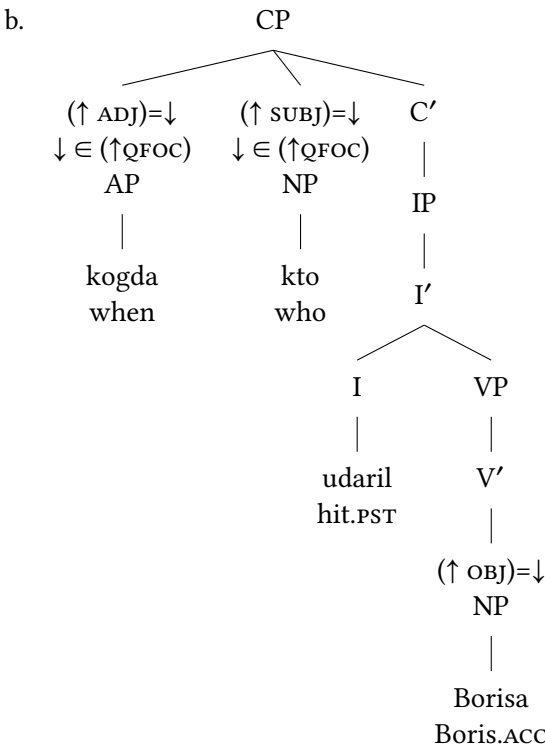 b.
CP
(↑ ADJ)=↓ (↑ SUBJ)=↓ C′
↓ ∈ (↑QFOC) ↓ ∈ (↑QFOC)
AP NP IP
kogda kto I′
when who
I VP
udaril V′
hit.PST
(↑ OBJ)=↓
NP
Borisa
Boris.ACC